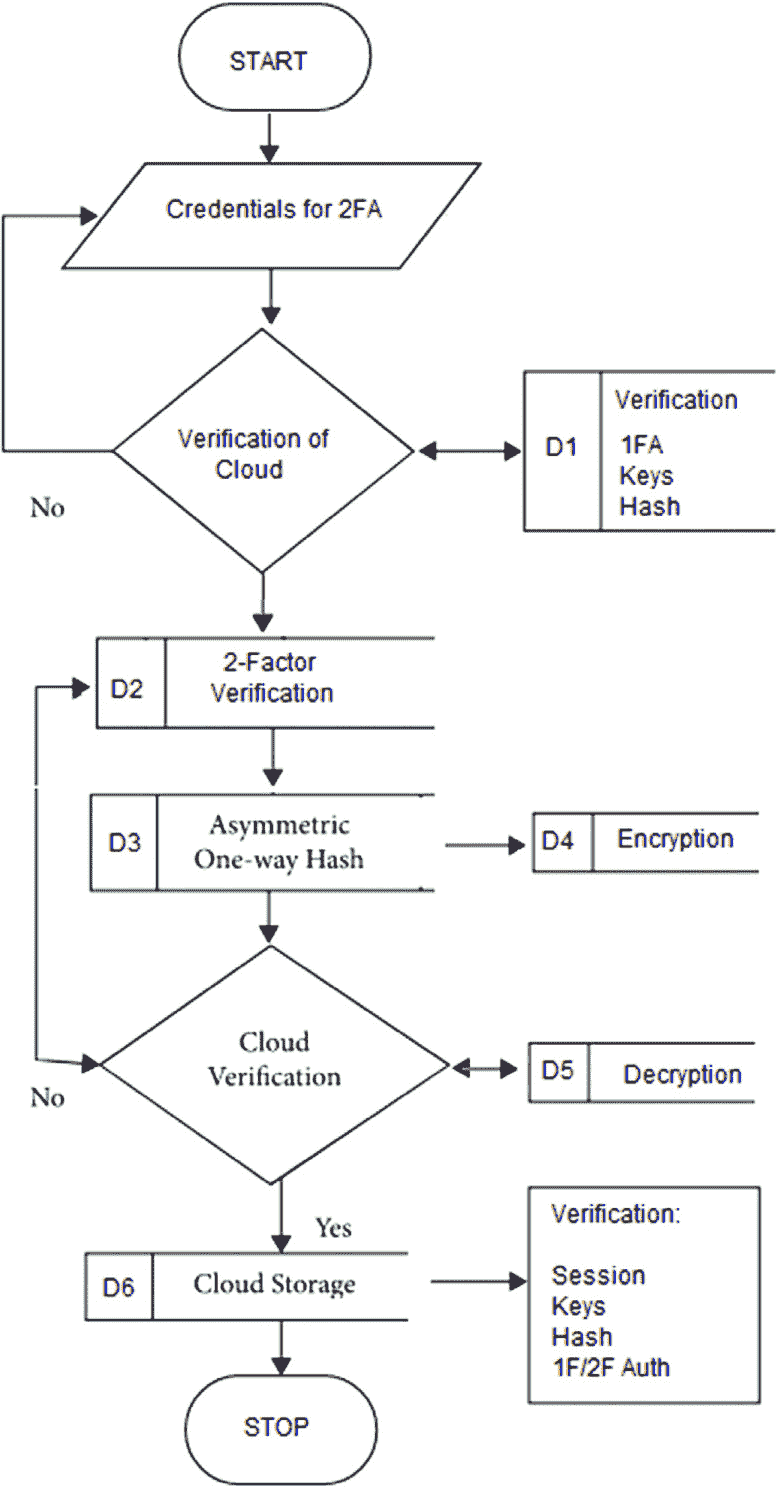 START
Credentials for 2FA
Verification of
Cloud
No
D1
Verification
1FA
Keys
Hash
D2
2-Factor
Verification
D3
Asymmetric
One-way Hash
D4
Encryption
Cloud
Verification
No
D5
Decryption
Yes
D6
Cloud Storage
Verification:
Session
Keys
Hash
1F/2F Auth
STOP